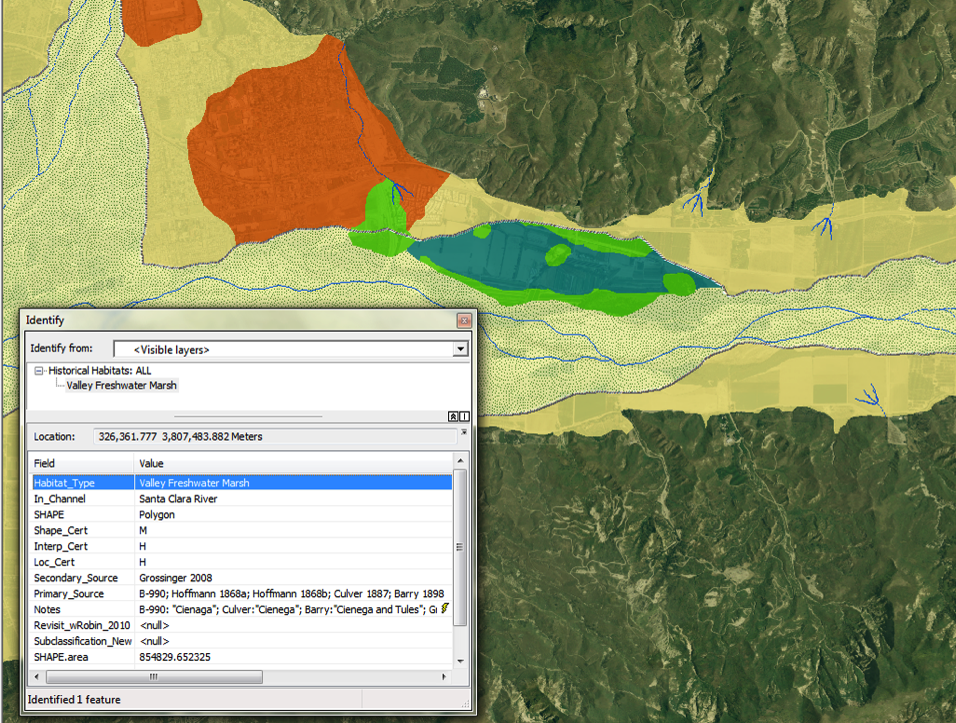 Identify
Identify from: <Visible layers>
Historical Habitats: ALL
Valley Freshwater Marsh
Location: 326,361.777 3,807,483.882 Meters
Field Value
Habitat_Type Valley Freshwater Marsh
In_Channel Santa Clara River
SHAPE Polygon
Shape_Cert M
Interp_Cert H
Loc_Cert H
Secondary_Source Grossinger 2008
Primary_Source B-990; Hoffmann 1868a; Hoffmann 1868b; Culver 1887; Barry 1898
Notes B-990: "Cienaga"; Culver:"Cienega"; Barry:"Cienega and Tules";
Revisit_wRobin_2010 <null>
Subclassification_New <null>
SHAPE.area 854829.652325
Identified 1 feature